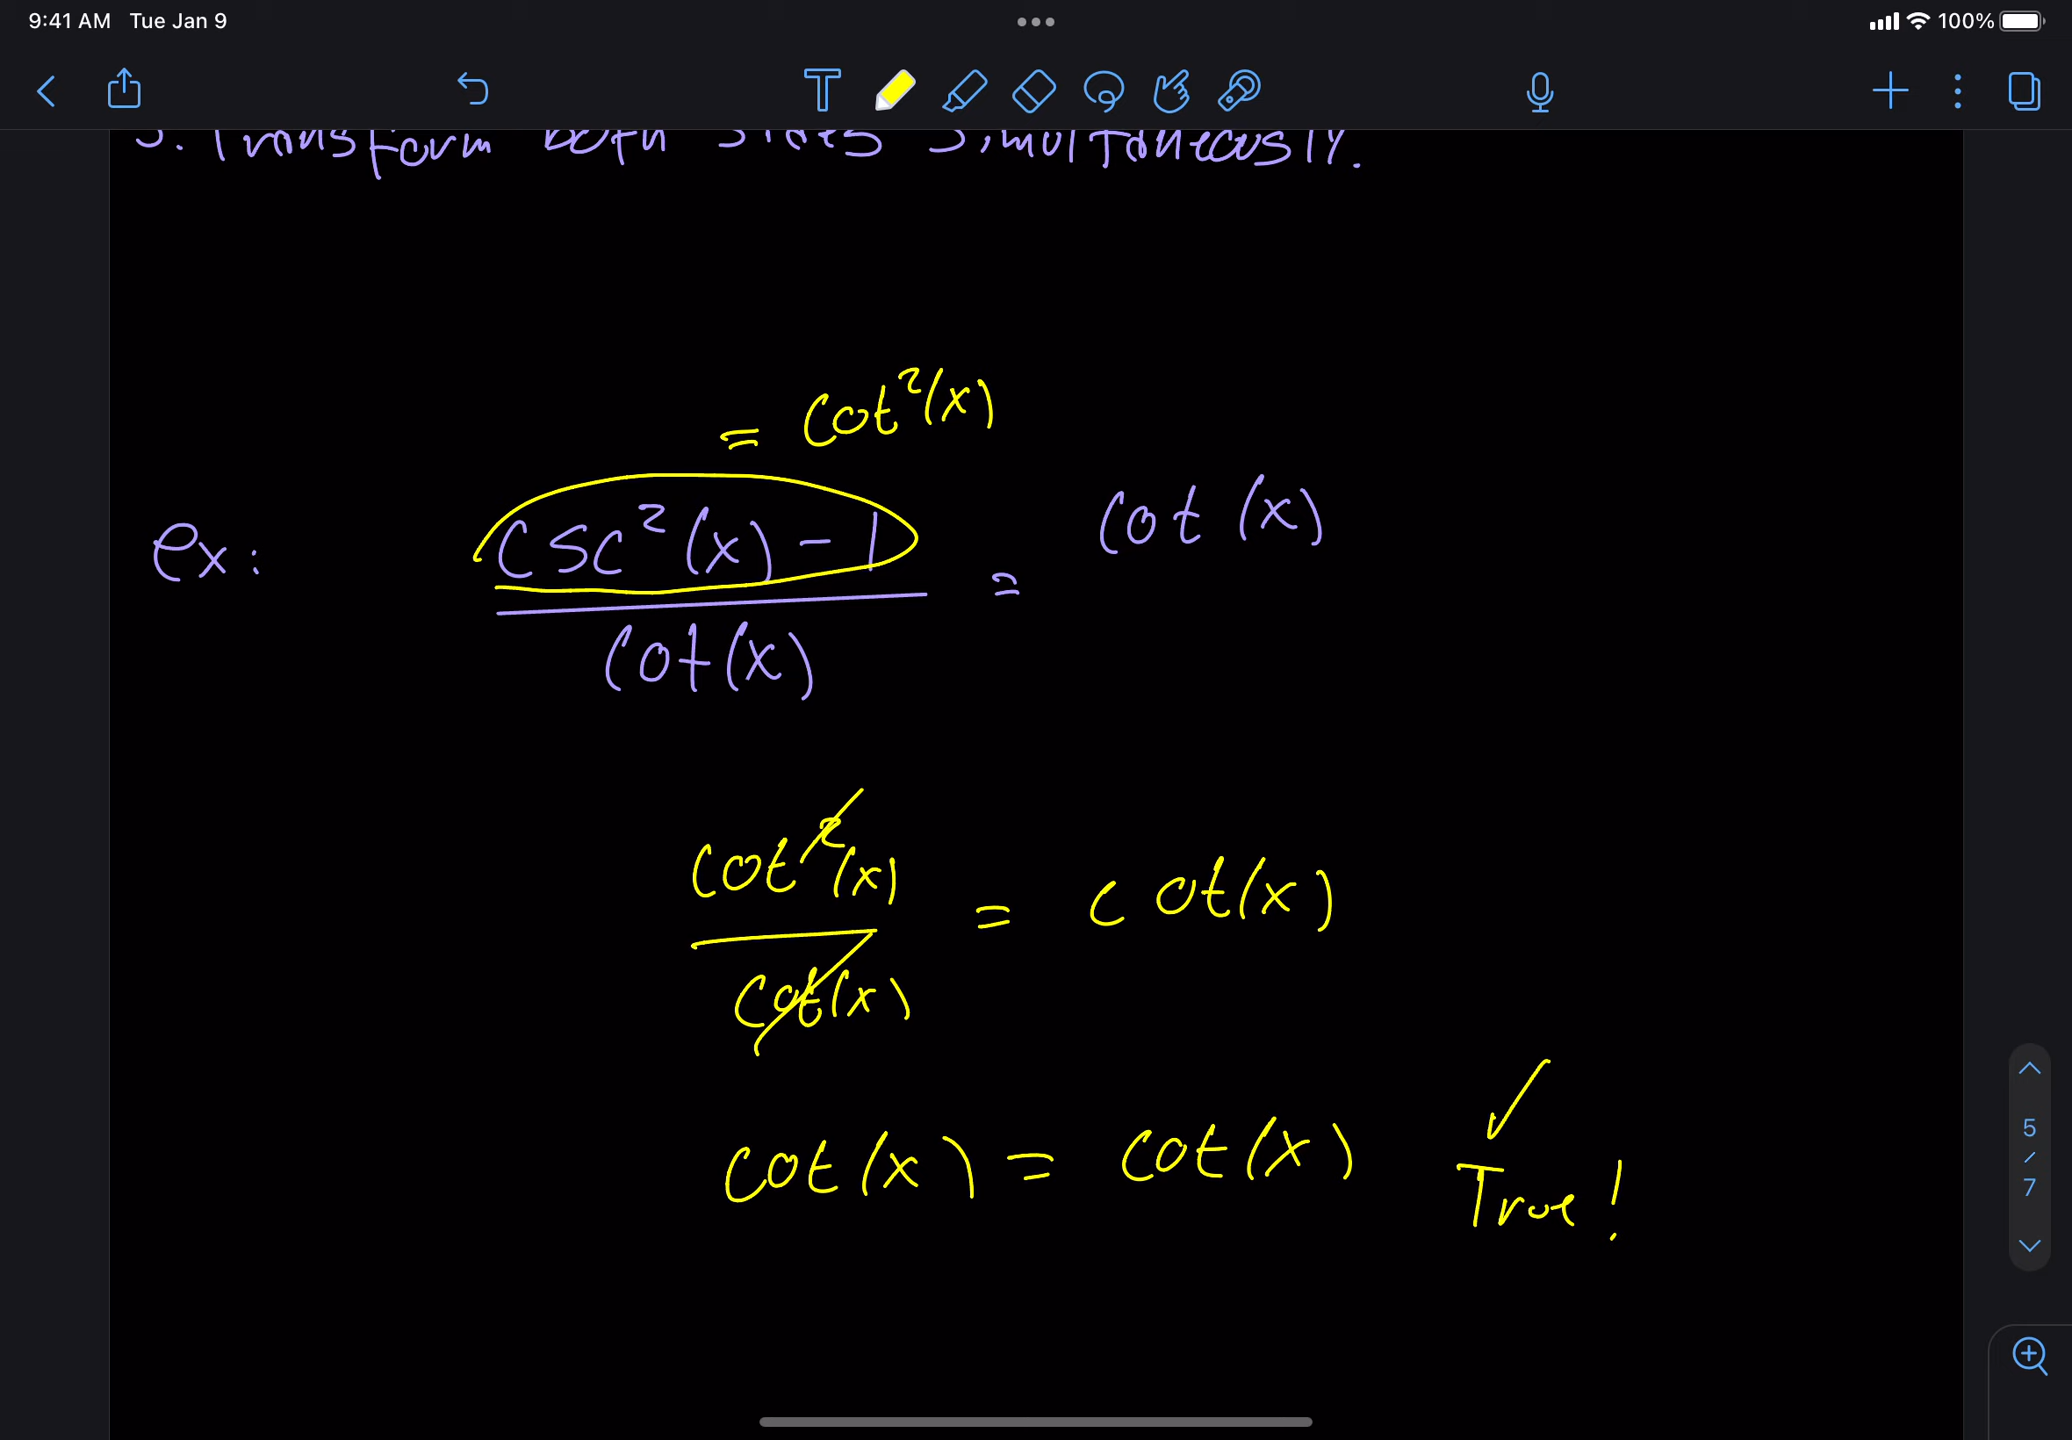 9:41 AM Tue Jan 9
100%
T
3. Transform both sides simultaneously.
= cot²(x)
ex: csc²(x) - 1 = cot (x)
cot(x)
cot²(x) = cot(x)
cot(x)
cot(x) = cot(x) ✓
True!
5
/
7